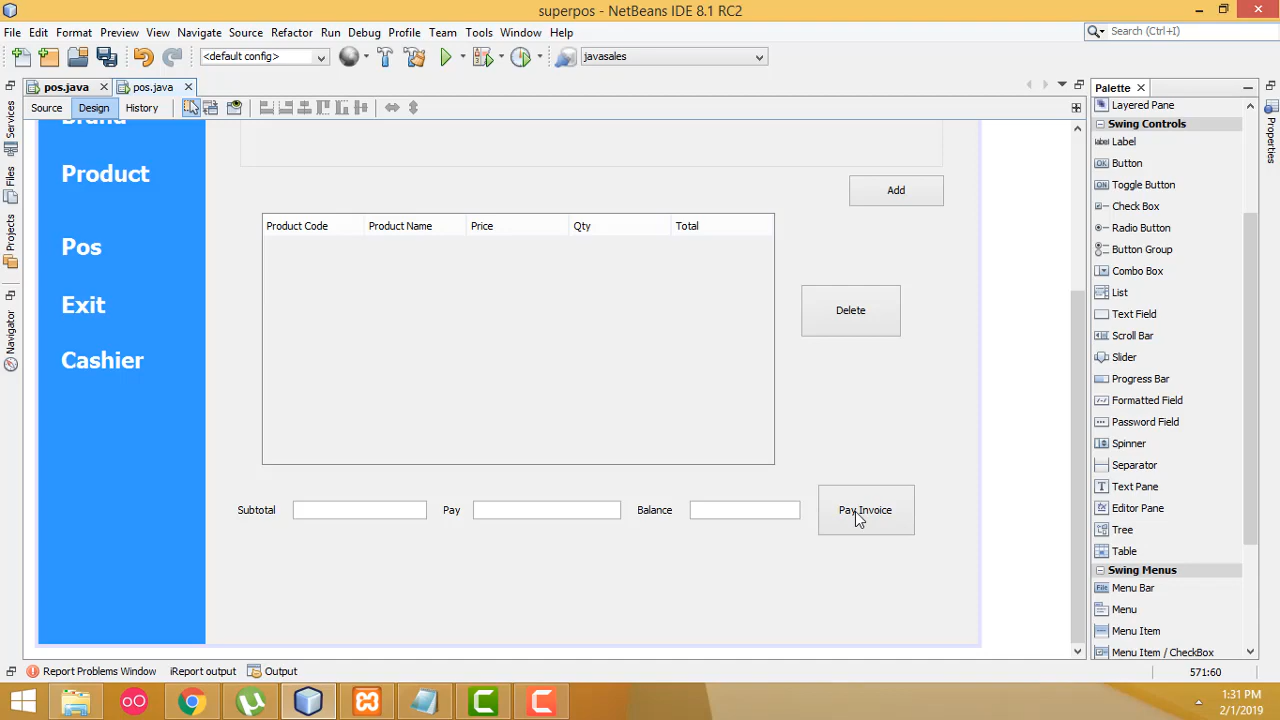 superpos - NetBeans IDE 8.1 RC2
File Edit Format Preview View Navigate Source Refactor Run Debug Profile Team Tools Window Help
Search (Ctrl+I)
<default config>
javasales
pos.java
pos.java
Palette
Source Design History
Services
Files
Projects
Navigator
Properties
Brand
Product
Pos
Exit
Cashier
Add
Product Code Product Name Price Qty Total
Delete
Subtotal Pay Balance Pay Invoice
Layered Pane
Swing Controls
Label
Button
Toggle Button
Check Box
Radio Button
Button Group
Combo Box
List
Text Field
Scroll Bar
Slider
Progress Bar
Formatted Field
Password Field
Spinner
Separator
Text Pane
Editor Pane
Tree
Table
Swing Menus
Menu Bar
Menu
Menu Item
Menu Item / CheckBox
Report Problems Window iReport output Output
571:60
1:31 PM
2/1/2019